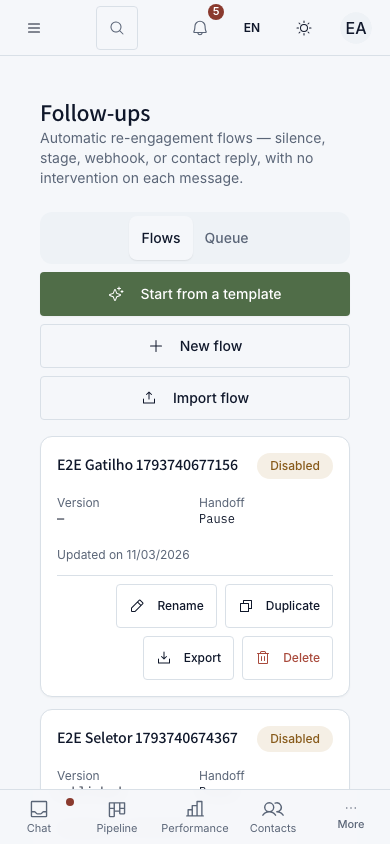 5
EN
EA
Follow-ups
Automatic re-engagement flows — silence,
stage, webhook, or contact reply, with no
intervention on each message.
Flows Queue
Start from a template
New flow
Import flow
E2E Gatilho 1793740677156 Disabled
Version Handoff
— Pause
Updated on 11/03/2026
Rename Duplicate
Export Delete
E2E Seletor 1793740674367 Disabled
Version Handoff
Pause
Chat Pipeline Performance Contacts More